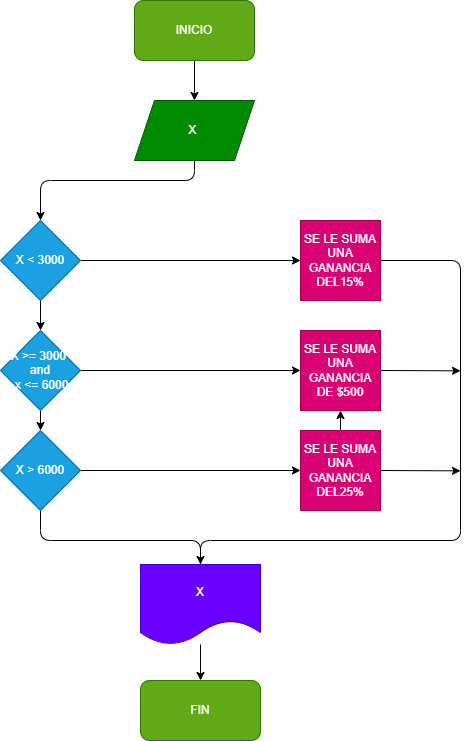 INICIO
X
X < 3000
SE LE SUMA
UNA
GANANCIA
DEL15%
X >= 3000
and
x <= 6000
SE LE SUMA
UNA
GANANCIA
DE $500
X > 6000
SE LE SUMA
UNA
GANANCIA
DEL25%
X
FIN